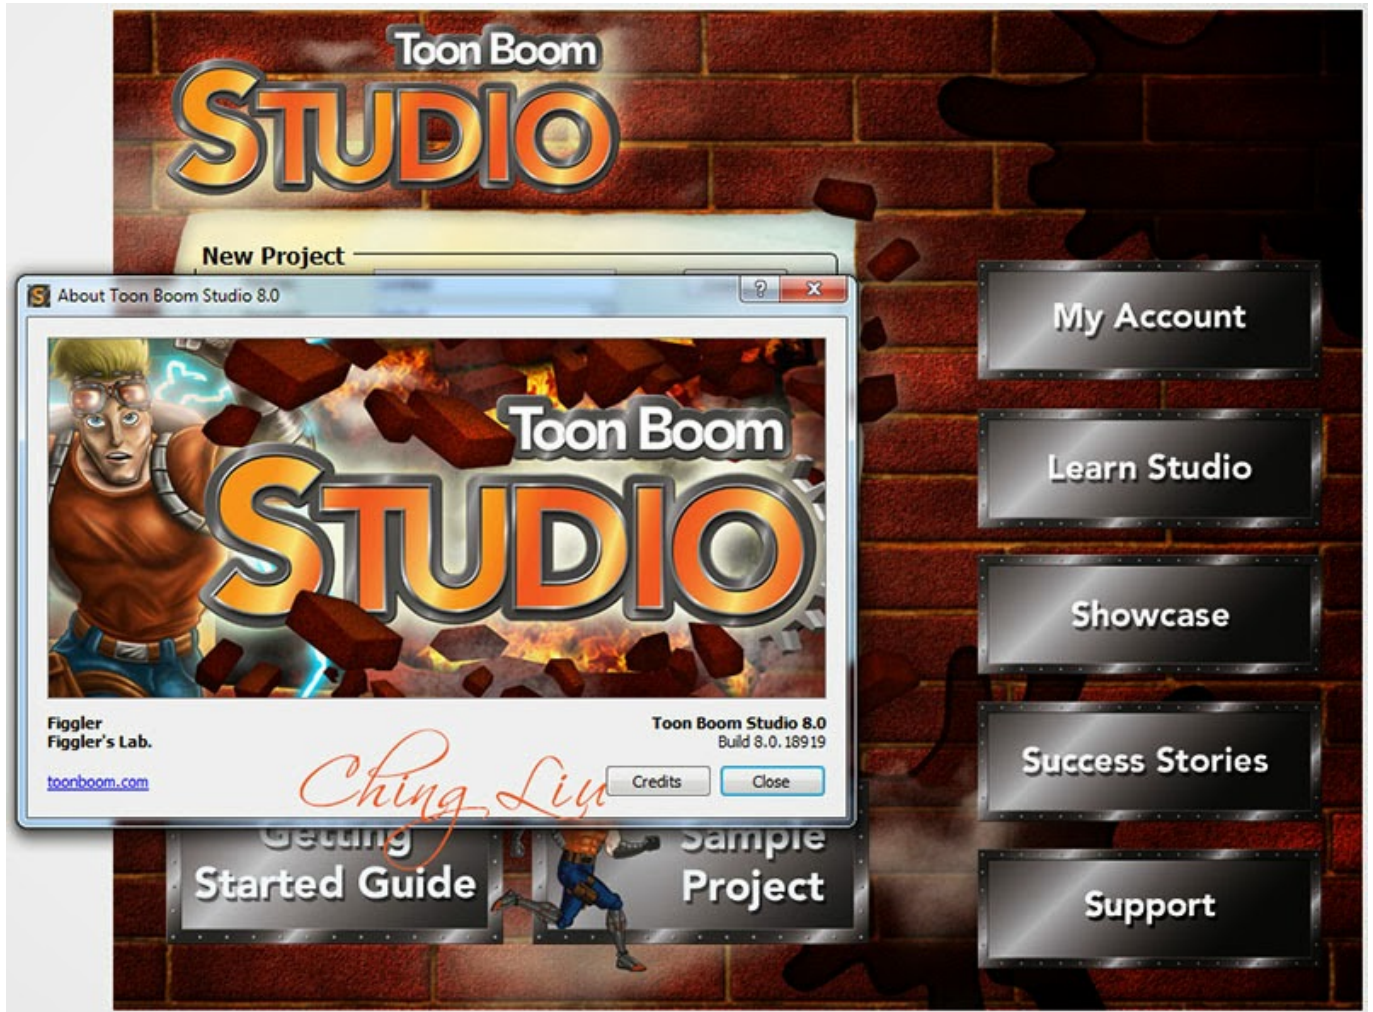 Toon Boom
STUDIO
New Project
About Toon Boom Studio 8.0
?
Toon Boom
STUDIO
Figgler
Figgler's Lab.
Toon Boom Studio 8.0
Build 8.0.18919
toonboom.com
Ching Liu
Credits
Close
Getting
Started Guide
Sample
Project
My Account
Learn Studio
Showcase
Success Stories
Support